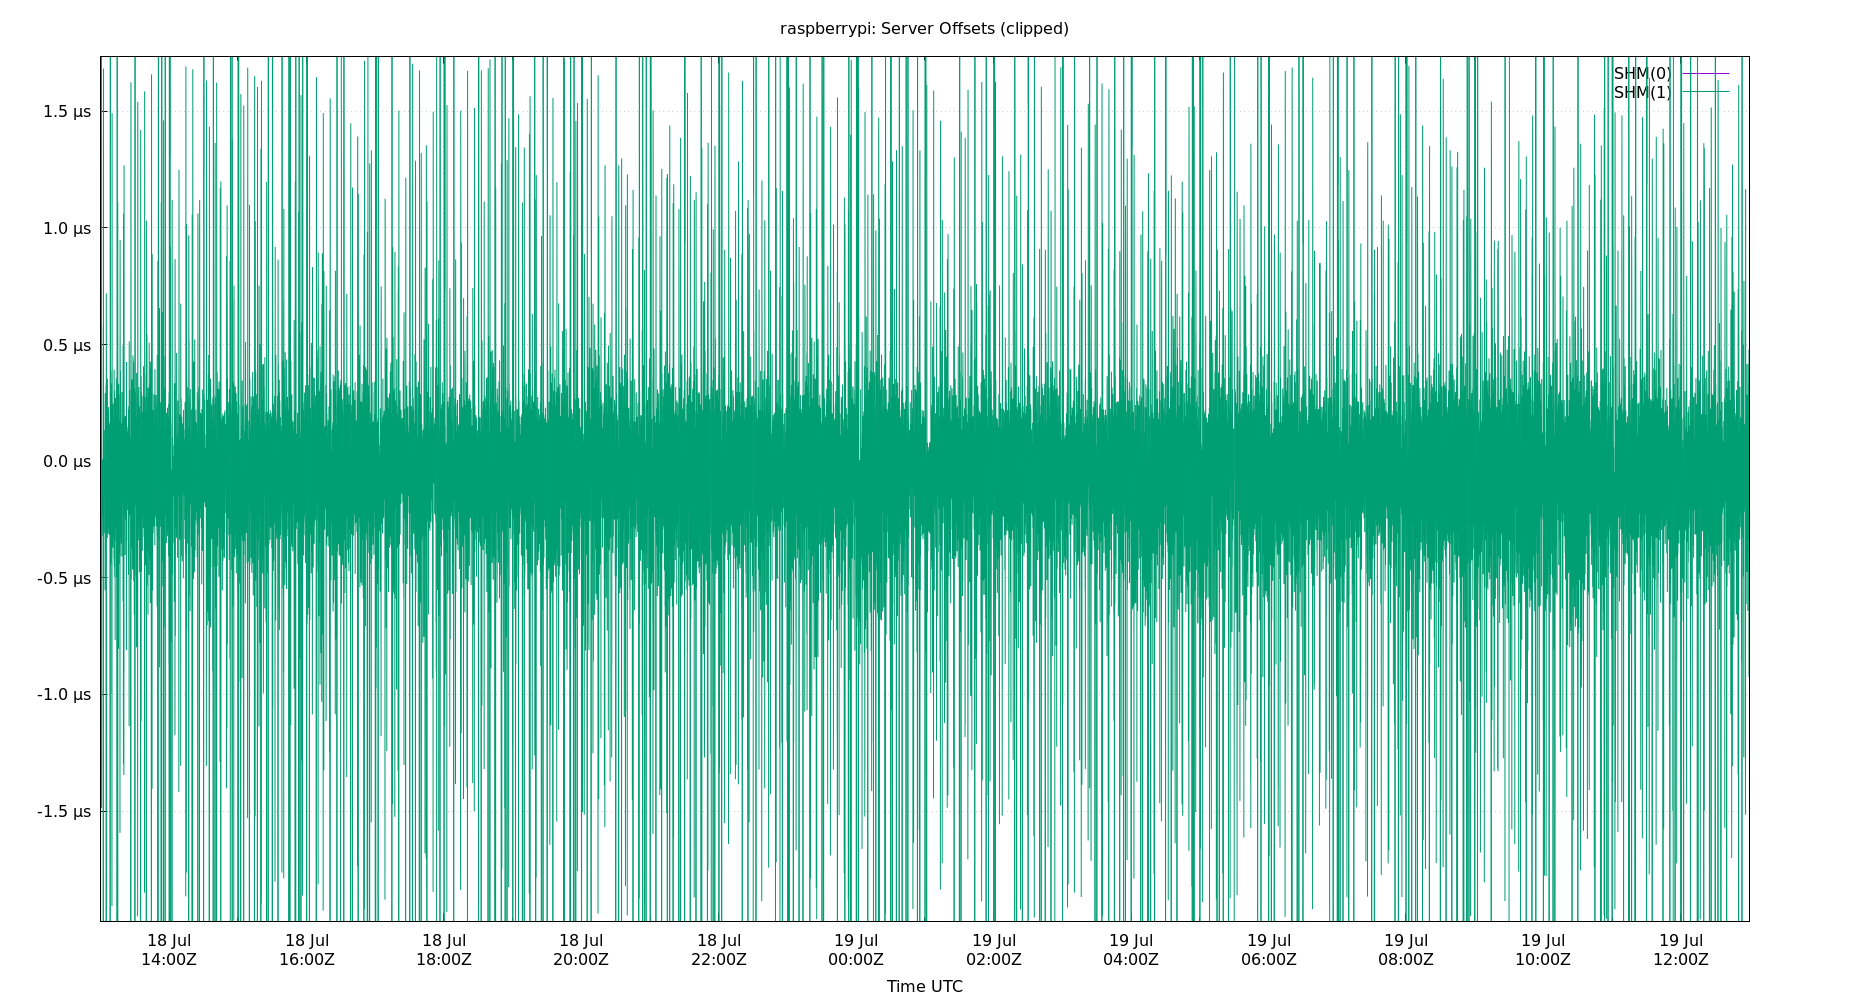 raspberrypi: Server Offsets (clipped)
SHM(0)
SHM(1)
1.5 µs
1.0 µs
0.5 µs
0.0 µs
-0.5 µs
-1.0 µs
-1.5 µs
18 Jul 18 Jul 18 Jul 18 Jul 18 Jul 19 Jul 19 Jul 19 Jul 19 Jul 19 Jul 19 Jul 19 Jul
14:00Z 16:00Z 18:00Z 20:00Z 22:00Z 00:00Z 02:00Z 04:00Z 06:00Z 08:00Z 10:00Z 12:00Z
Time UTC